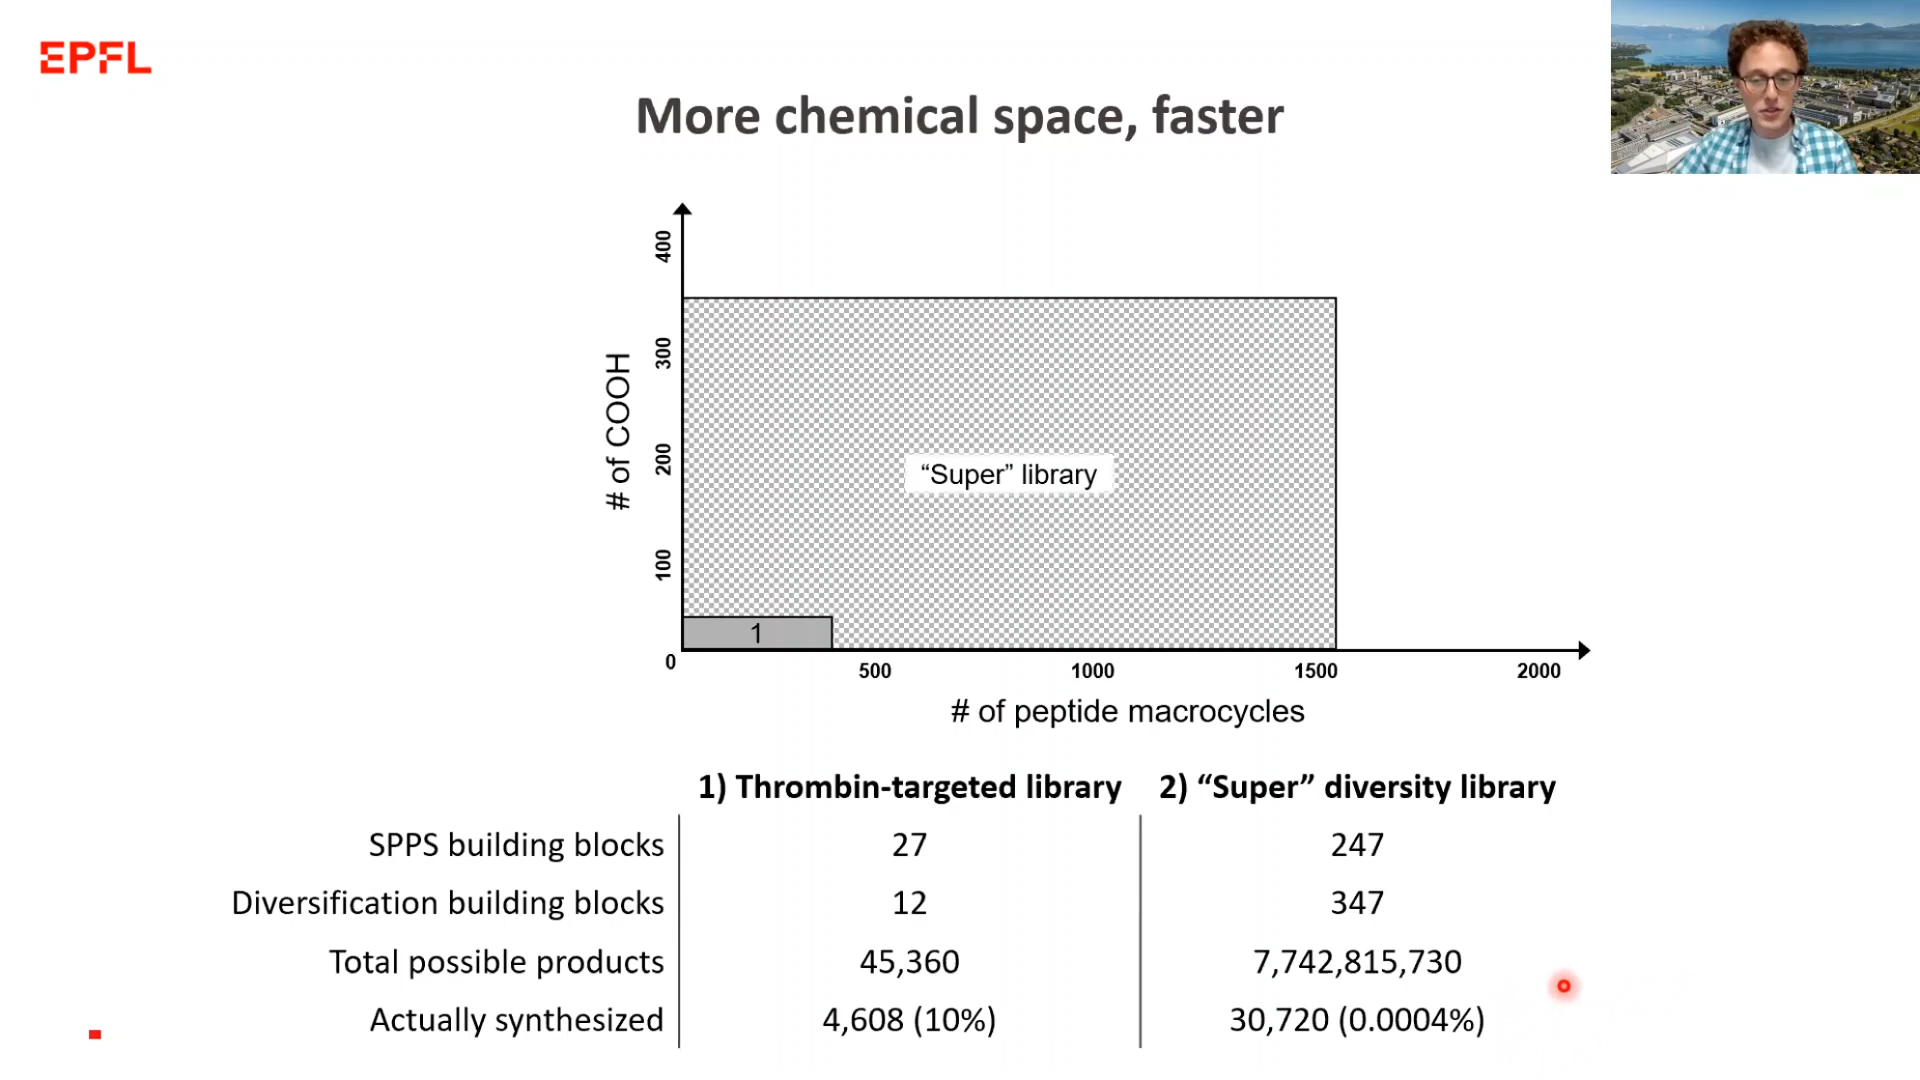 EPFL
More chemical space, faster
# of COOH
400
300
200
100
0
“Super” library
1
500 1000 1500 2000
# of peptide macrocycles
1) Thrombin-targeted library 2) “Super” diversity library
SPPS building blocks 27 247
Diversification building blocks 12 347
Total possible products 45,360 7,742,815,730
Actually synthesized 4,608 (10%) 30,720 (0.0004%)